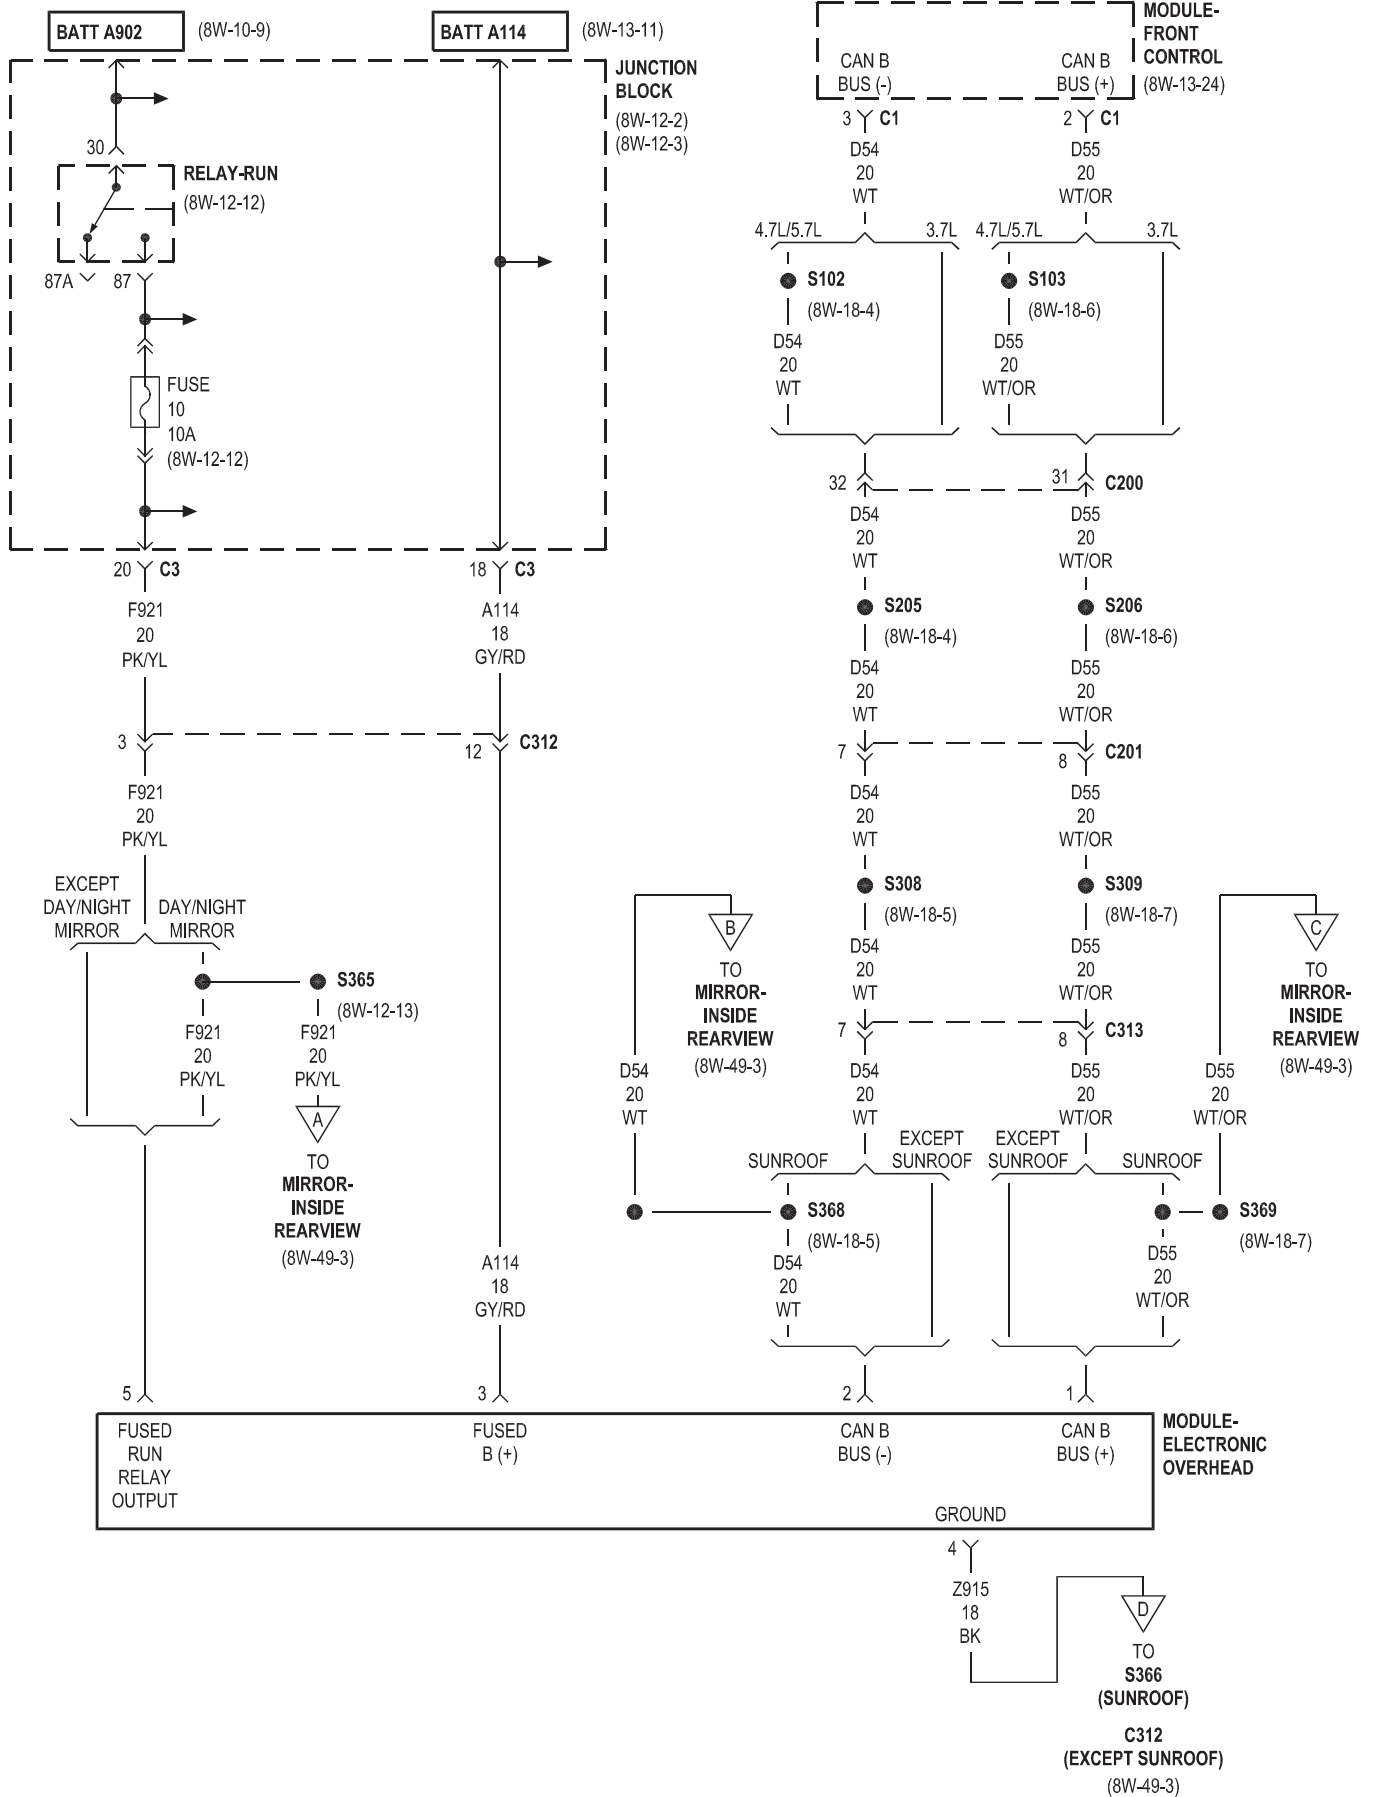 BATT A902
(8W-10-9)
BATT A114
(8W-13-11)
JUNCTION
BLOCK
(8W-12-2)
(8W-12-3)
30
RELAY-RUN
(8W-12-12)
87A
87
FUSE
10
10A
(8W-12-12)
20
C3
F921
20
PK/YL
18
C3
A114
18
GY/RD
3
12
C312
F921
20
PK/YL
EXCEPT
DAY/NIGHT
MIRROR
DAY/NIGHT
MIRROR
S365
(8W-12-13)
F921
20
PK/YL
F921
20
PK/YL
A
TO
MIRROR-
INSIDE
REARVIEW
(8W-49-3)
A114
18
GY/RD
MODULE-
FRONT
CONTROL
(8W-13-24)
CAN B
BUS (-)
CAN B
BUS (+)
3
C1
2
C1
D54
20
WT
D55
20
WT/OR
4.7L/5.7L
3.7L
4.7L/5.7L
3.7L
S102
(8W-18-4)
S103
(8W-18-6)
D54
20
WT
D55
20
WT/OR
32
31
C200
D54
20
WT
D55
20
WT/OR
S205
(8W-18-4)
S206
(8W-18-6)
D54
20
WT
D55
20
WT/OR
7
8
C201
D54
20
WT
D55
20
WT/OR
S308
(8W-18-5)
S309
(8W-18-7)
B
TO
MIRROR-
INSIDE
REARVIEW
(8W-49-3)
C
TO
MIRROR-
INSIDE
REARVIEW
(8W-49-3)
D54
20
WT
D55
20
WT/OR
7
8
C313
D54
20
WT
D54
20
WT
D55
20
WT/OR
D55
20
WT/OR
SUNROOF
EXCEPT
SUNROOF
EXCEPT
SUNROOF
SUNROOF
S368
(8W-18-5)
S369
(8W-18-7)
D54
20
WT
D55
20
WT/OR
5
3
2
1
FUSED
RUN
RELAY
OUTPUT
FUSED
B (+)
CAN B
BUS (-)
CAN B
BUS (+)
MODULE-
ELECTRONIC
OVERHEAD
GROUND
4
Z915
18
BK
D
TO
S366
(SUNROOF)
C312
(EXCEPT SUNROOF)
(8W-49-3)